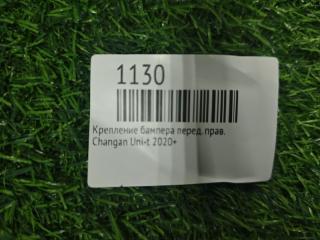 1130
Крепление бампера перед. прав.
Changan Uni-t 2020+